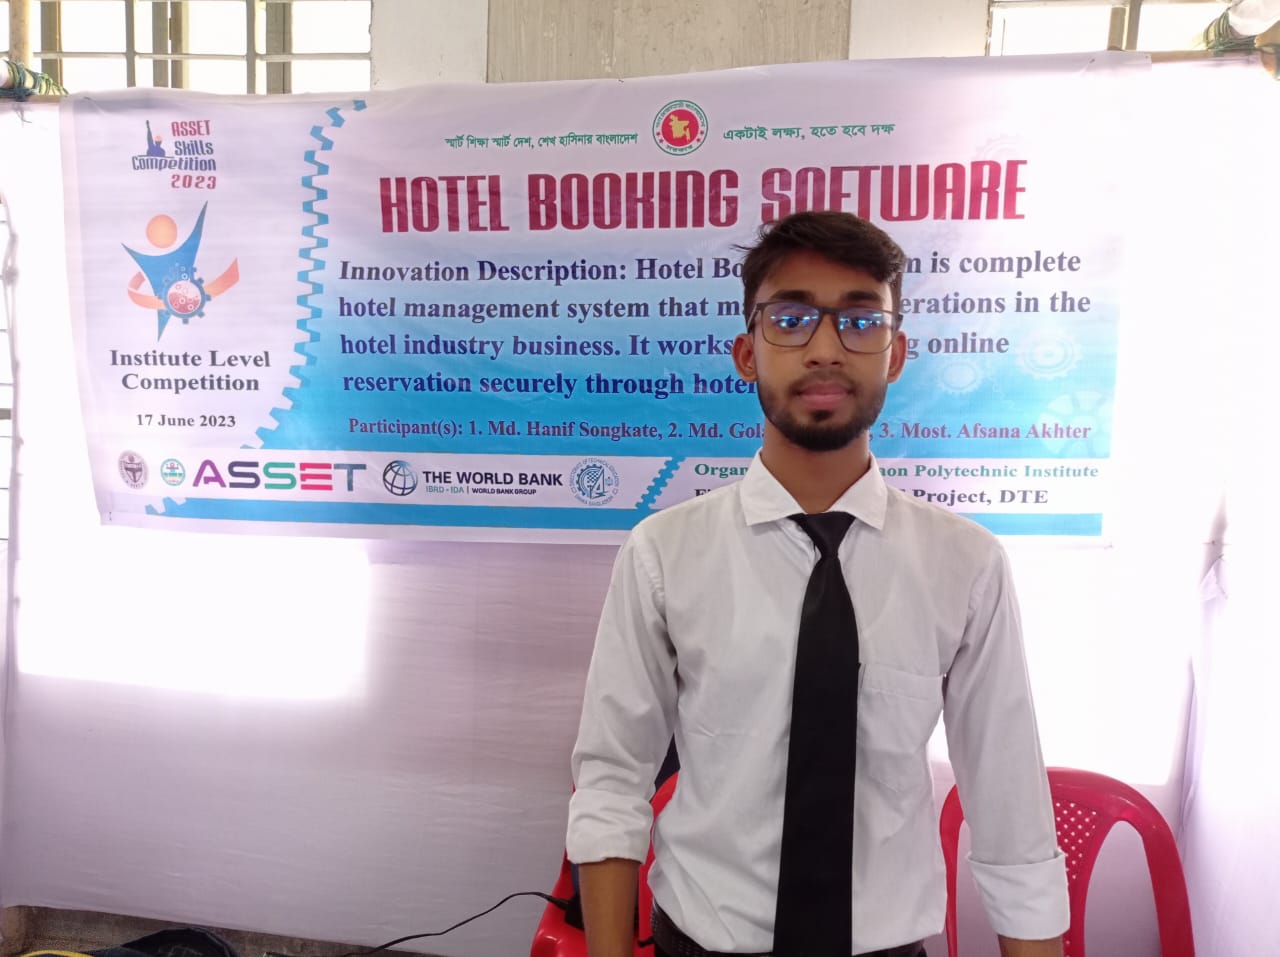 ASSET
Skills
Competition
2023
স্মার্ট শিক্ষা স্মার্ট দেশ, শেখ হাসিনার বাংলাদেশ
একটাই লক্ষ্য, হতে হবে দক্ষ
HOTEL BOOKING SOFTWARE
Innovation Description: Hotel is complete
hotel management system that erations in the
hotel industry business. It works online
reservation securely through hotel
Participant(s): 1. Md. Hanif Songkate, 2. Md. , 3. Most. Afsana Akhter
Institute Level
Competition
17 June 2023
ASSET
THE WORLD BANK
IBRD • IDA | WORLD BANK GROUP
Polytechnic Institute
Project, DTE